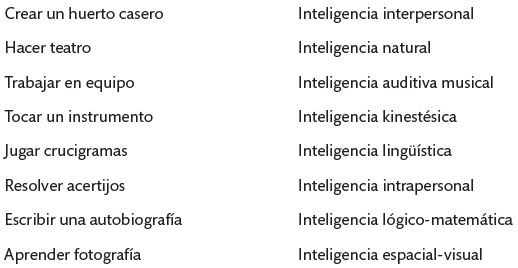 Crear un huerto casero Inteligencia interpersonal
Hacer teatro Inteligencia natural
Trabajar en equipo Inteligencia auditiva musical
Tocar un instrumento Inteligencia kinestésica
Jugar crucigramas Inteligencia lingüística
Resolver acertijos Inteligencia intrapersonal
Escribir una autobiografía Inteligencia lógico-matemática
Aprender fotografía Inteligencia espacial-visual